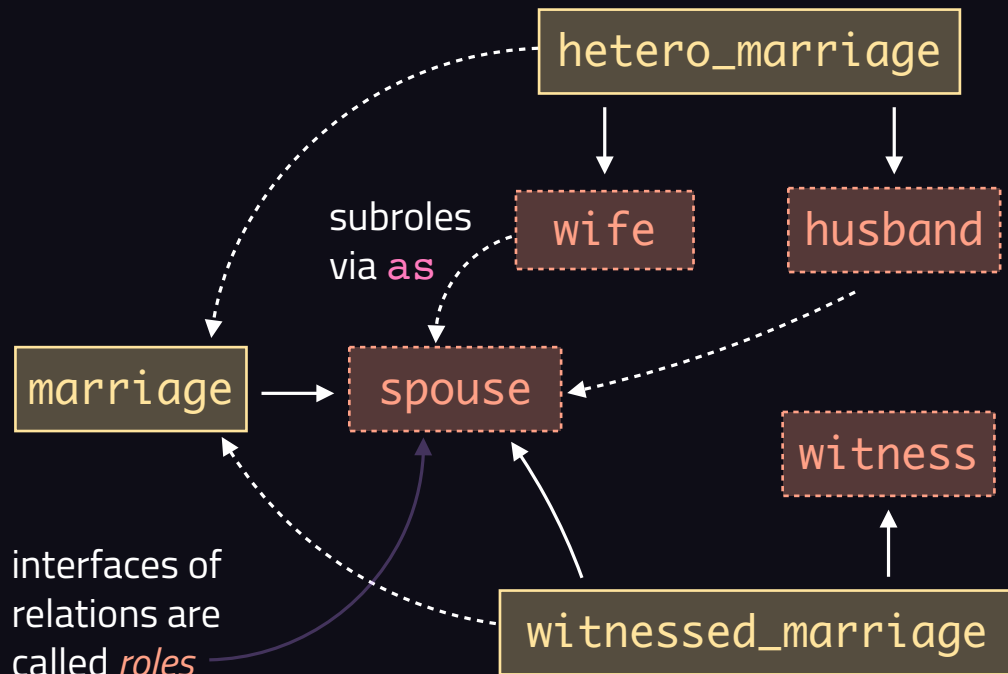 hetero_marriage
subroles
via as
wife
husband
marriage
spouse
witness
interfaces of
relations are
called roles
witnessed_marriage